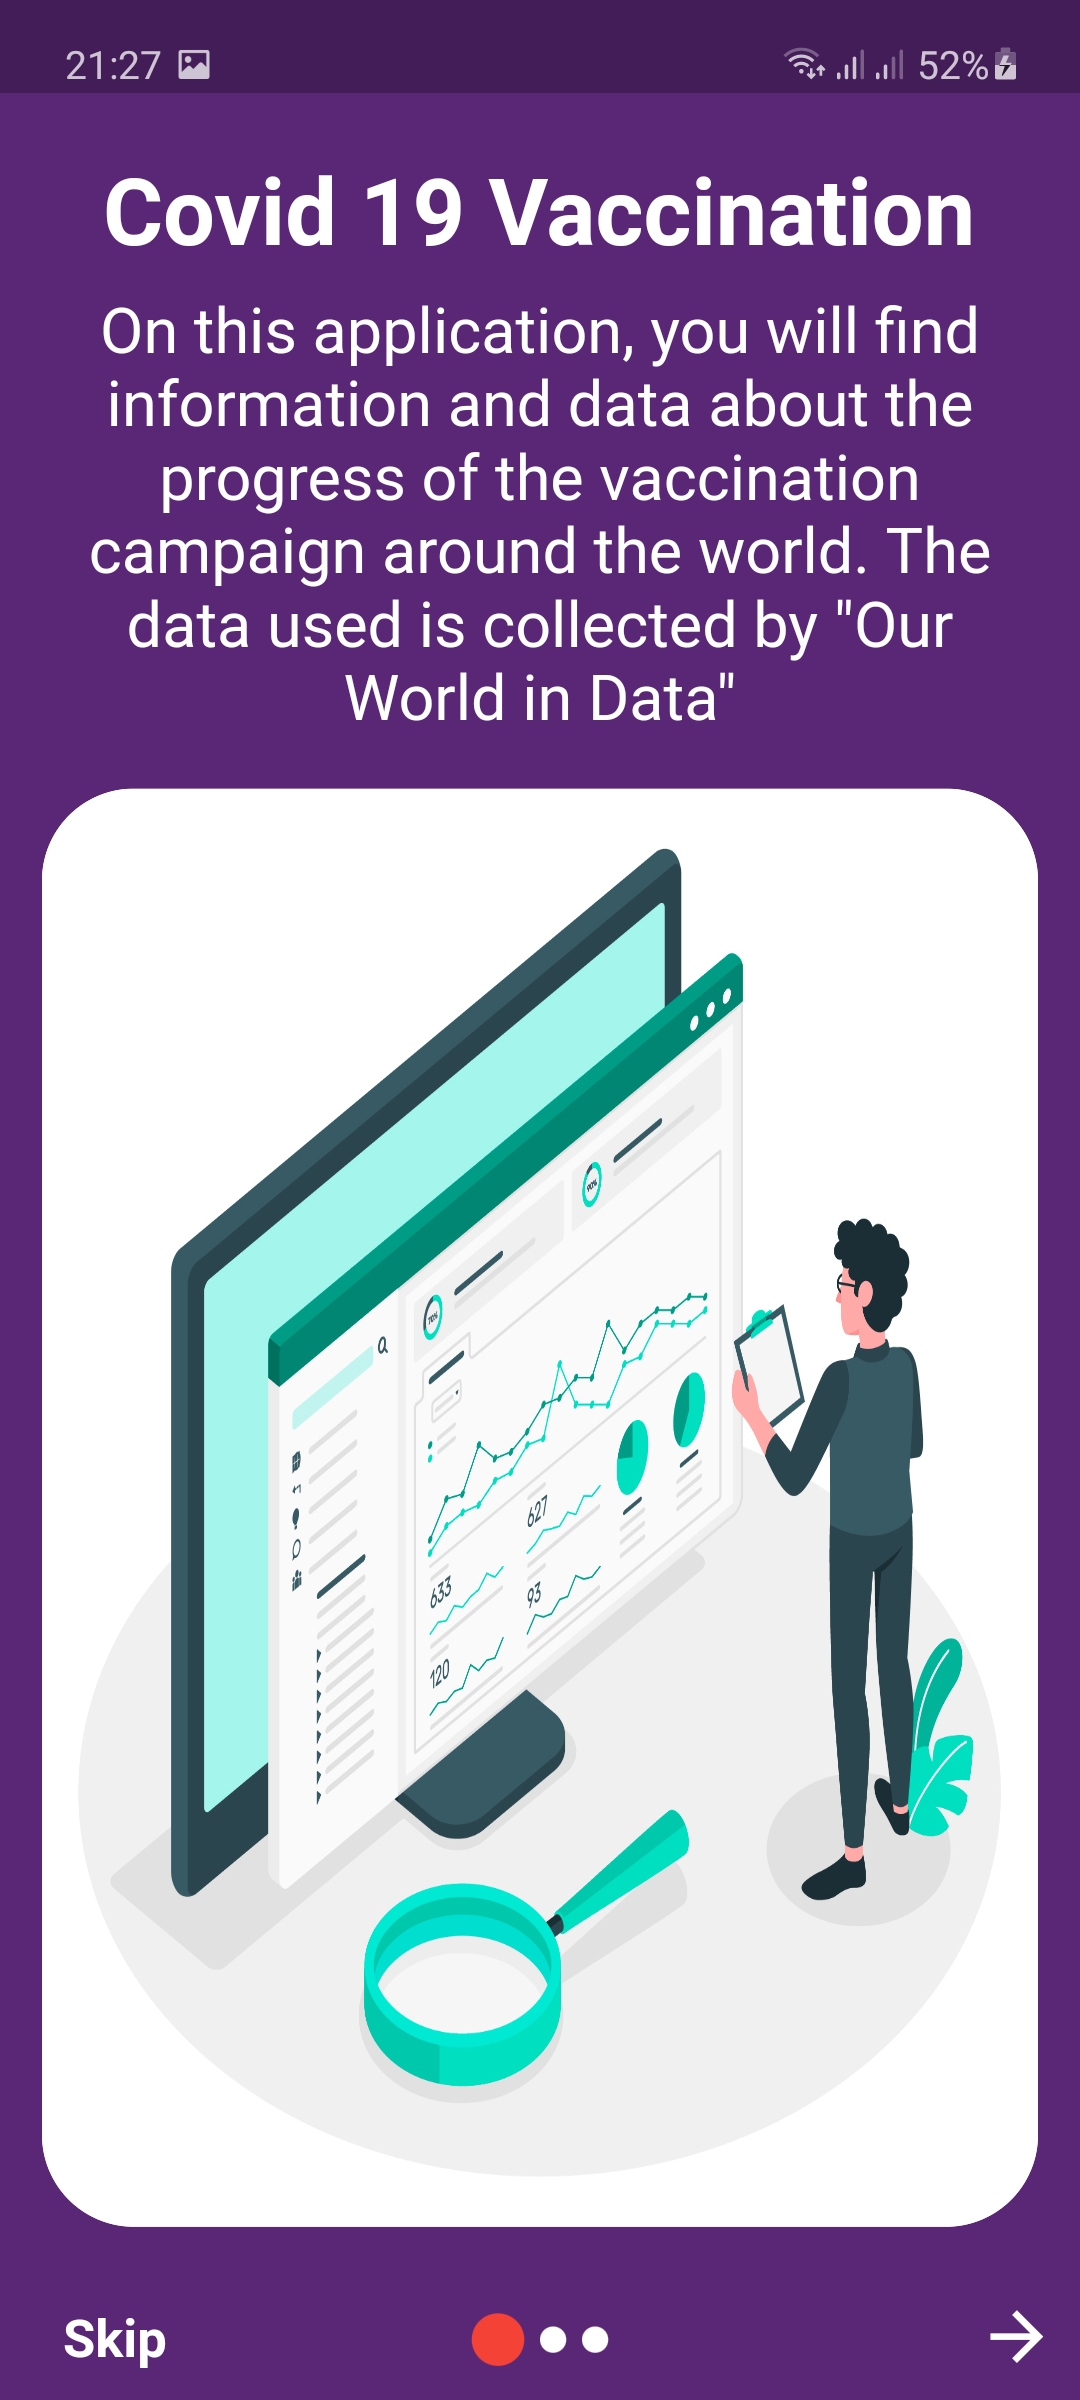 21:27
52%
Covid 19 Vaccination
On this application, you will find
information and data about the
progress of the vaccination
campaign around the world. The
data used is collected by "Our
World in Data"
90%
70%
627
633
93
120
Skip